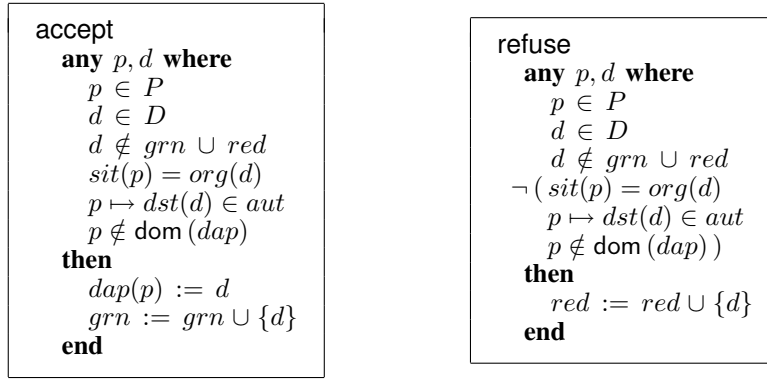 accept
any p, d where
p ∈ P
d ∈ D
d ∉ grn ∪ red
sit(p) = org(d)
p ↦ dst(d) ∈ aut
p ∉ dom (dap)
then
dap(p) := d
grn := grn ∪ {d}
end
refuse
any p, d where
p ∈ P
d ∈ D
d ∉ grn ∪ red
¬ ( sit(p) = org(d)
p ↦ dst(d) ∈ aut
p ∉ dom (dap) )
then
red := red ∪ {d}
end